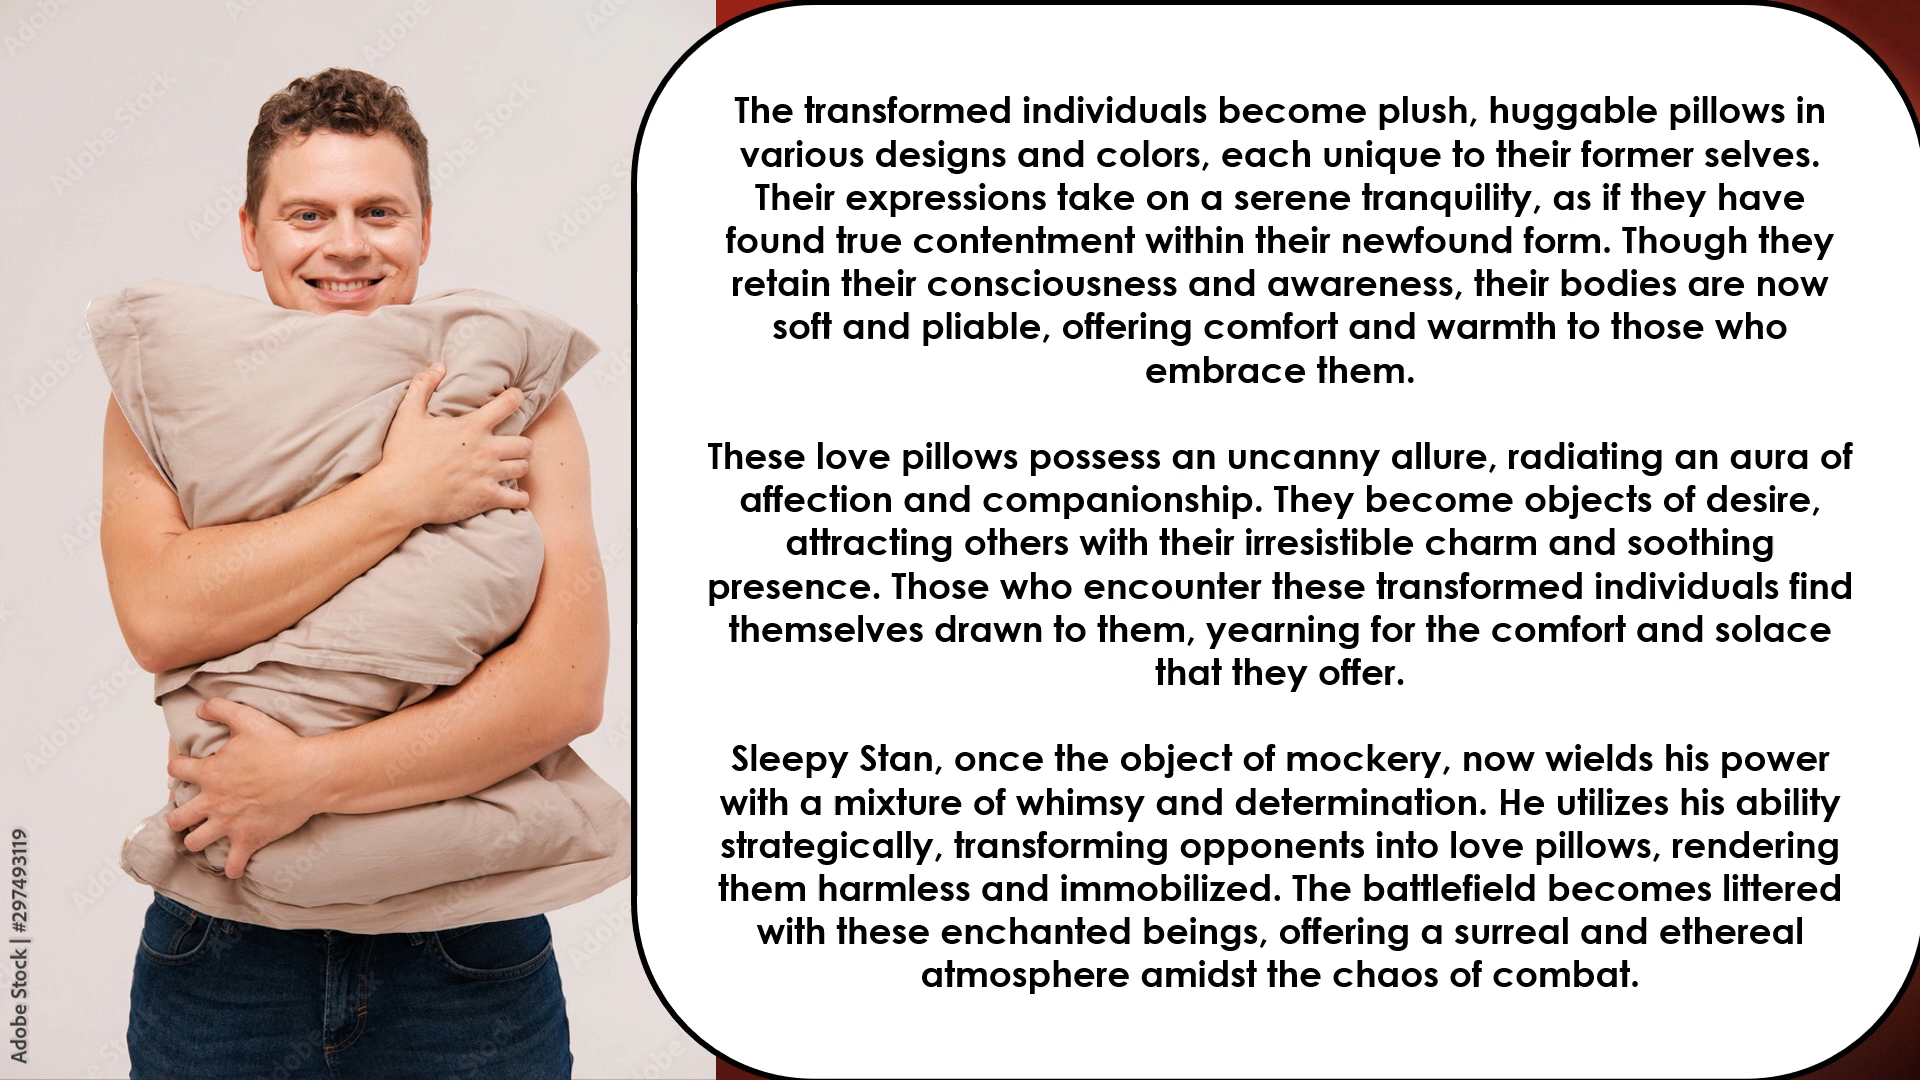 The transformed individuals become plush, huggable pillows in
various designs and colors, each unique to their former selves.
Their expressions take on a serene tranquility, as if they have
found true contentment within their newfound form. Though they
retain their consciousness and awareness, their bodies are now
soft and pliable, offering comfort and warmth to those who
embrace them.
These love pillows possess an uncanny allure, radiating an aura of
affection and companionship. They become objects of desire,
attracting others with their irresistible charm and soothing
presence. Those who encounter these transformed individuals find
themselves drawn to them, yearning for the comfort and solace
that they offer.
Sleepy Stan, once the object of mockery, now wields his power
with a mixture of whimsy and determination. He utilizes his ability
strategically, transforming opponents into love pillows, rendering
them harmless and immobilized. The battlefield becomes littered
with these enchanted beings, offering a surreal and ethereal
atmosphere amidst the chaos of combat.
Adobe Stock | #297493119